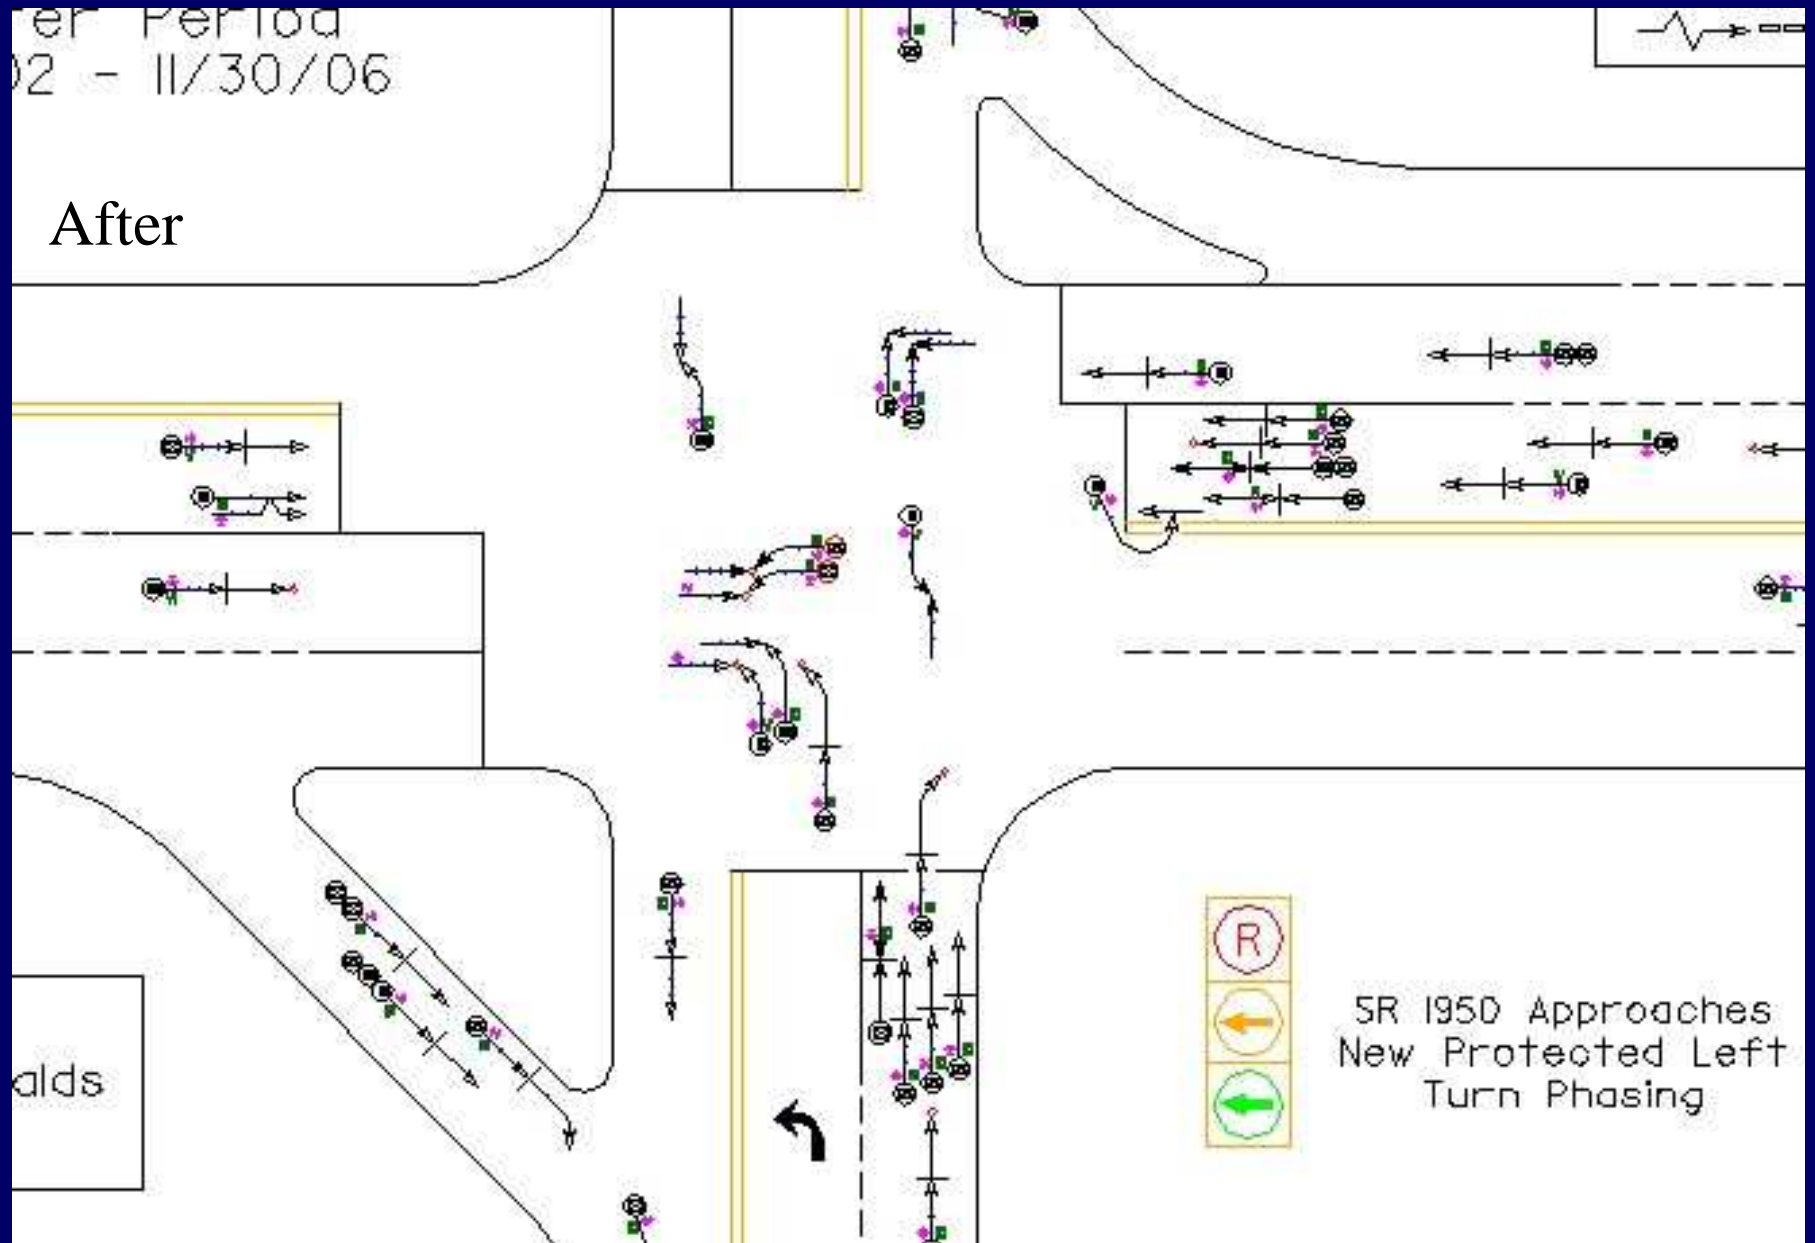 er Period
02 - 11/30/06
After
alds
R
SR 1950 Approaches
New Protected Left
Turn Phasing